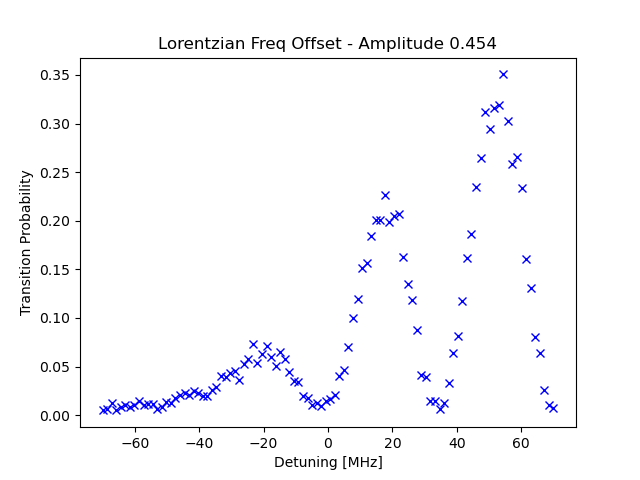 Lorentzian Freq Offset - Amplitude 0.454
0.35
0.30
0.25
0.20
0.15
0.10
0.05
0.00
Transition Probability
−60 −40 −20 0 20 40 60
Detuning [MHz]